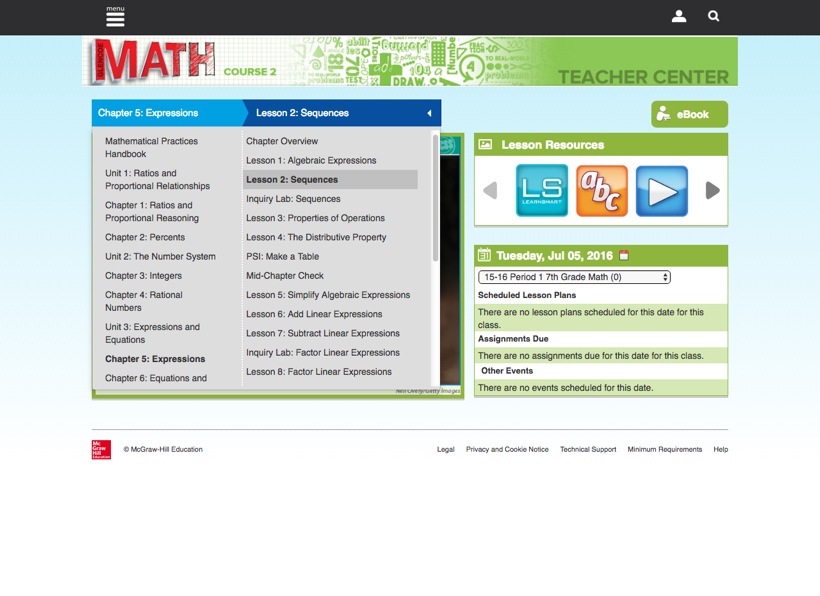 menu
GLENCOE
MATH
COURSE 2
TEACHER CENTER
Chapter 5: Expressions
Lesson 2: Sequences
eBook
Mathematical Practices
Handbook
Unit 1: Ratios and
Proportional Relationships
Chapter 1: Ratios and
Proportional Reasoning
Chapter 2: Percents
Unit 2: The Number System
Chapter 3: Integers
Chapter 4: Rational
Numbers
Unit 3: Expressions and
Equations
Chapter 5: Expressions
Chapter 6: Equations and
Chapter Overview
Lesson 1: Algebraic Expressions
Lesson 2: Sequences
Inquiry Lab: Sequences
Lesson 3: Properties of Operations
Lesson 4: The Distributive Property
PSI: Make a Table
Mid-Chapter Check
Lesson 5: Simplify Algebraic Expressions
Lesson 6: Add Linear Expressions
Lesson 7: Subtract Linear Expressions
Inquiry Lab: Factor Linear Expressions
Lesson 8: Factor Linear Expressions
Lesson Resources
LS
LEARNSMART
abc
31
Tuesday, Jul 05, 2016
15-16 Period 1 7th Grade Math (0)
Scheduled Lesson Plans
There are no lesson plans scheduled for this date for this
class.
Assignments Due
There are no assignments due for this date for this class.
Other Events
There are no events scheduled for this date.
Mc
Graw
Hill
Education
© McGraw-Hill Education
Legal
Privacy and Cookie Notice
Technical Support
Minimum Requirements
Help